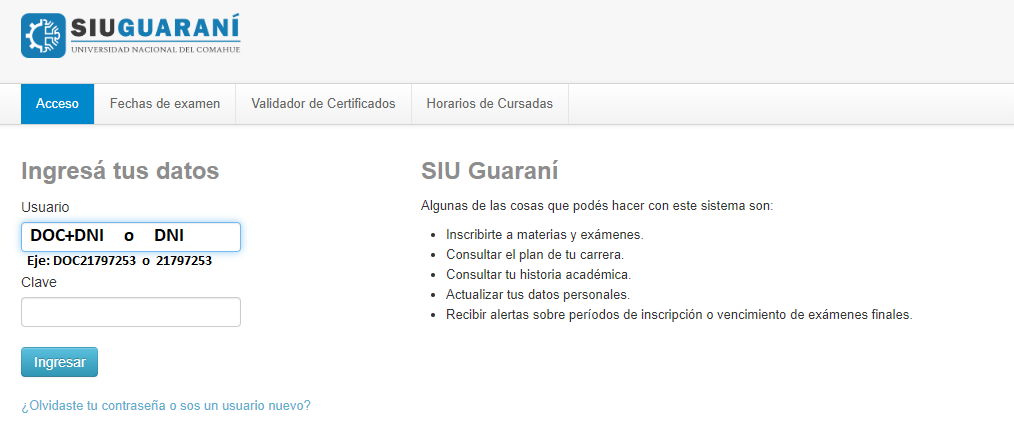 SIUGUARANÍ
UNIVERSIDAD NACIONAL DEL COMAHUE
Acceso
Fechas de examen
Validador de Certificados
Horarios de Cursadas
Ingresá tus datos
Usuario
DOC+DNI o DNI
Eje: DOC21797253 o 21797253
Clave
Ingresar
¿Olvidaste tu contraseña o sos un usuario nuevo?
SIU Guaraní
Algunas de las cosas que podés hacer con este sistema son:
Inscribirte a materias y exámenes.
Consultar el plan de tu carrera.
Consultar tu historia académica.
Actualizar tus datos personales.
Recibir alertas sobre períodos de inscripción o vencimiento de exámenes finales.